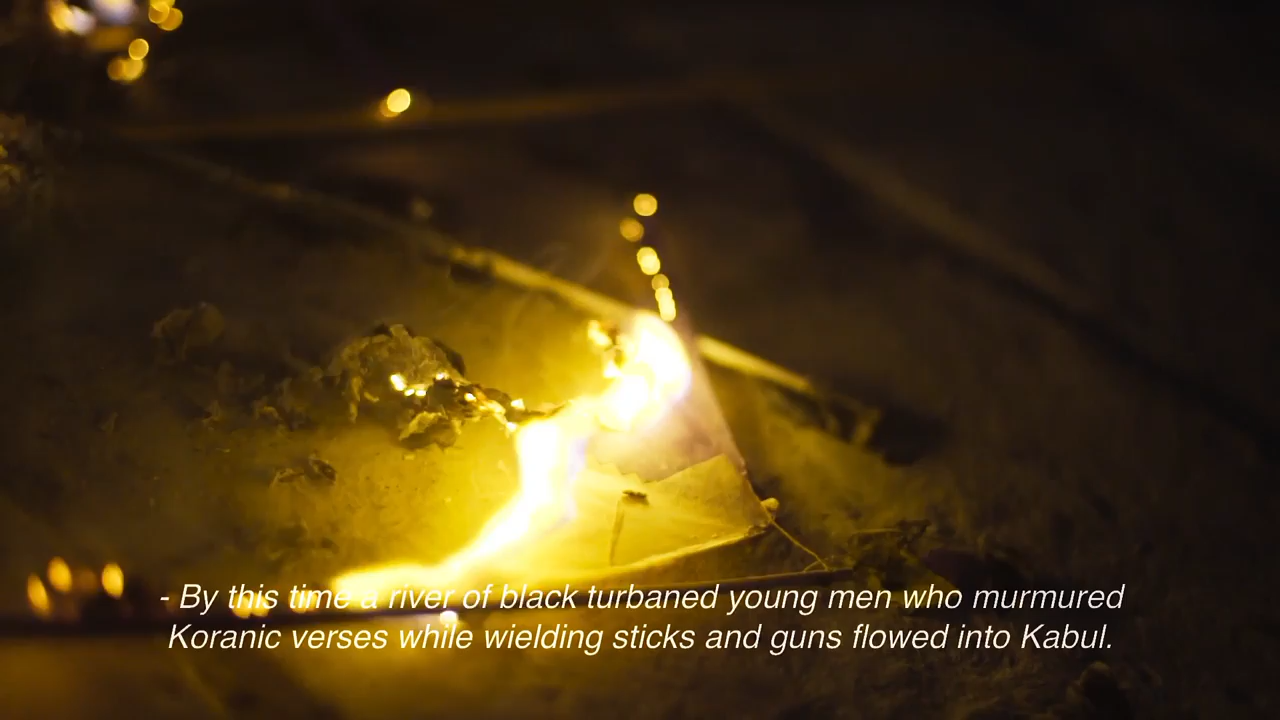 - By this time a river of black turbaned young men who murmured
Koranic verses while wielding sticks and guns flowed into Kabul.